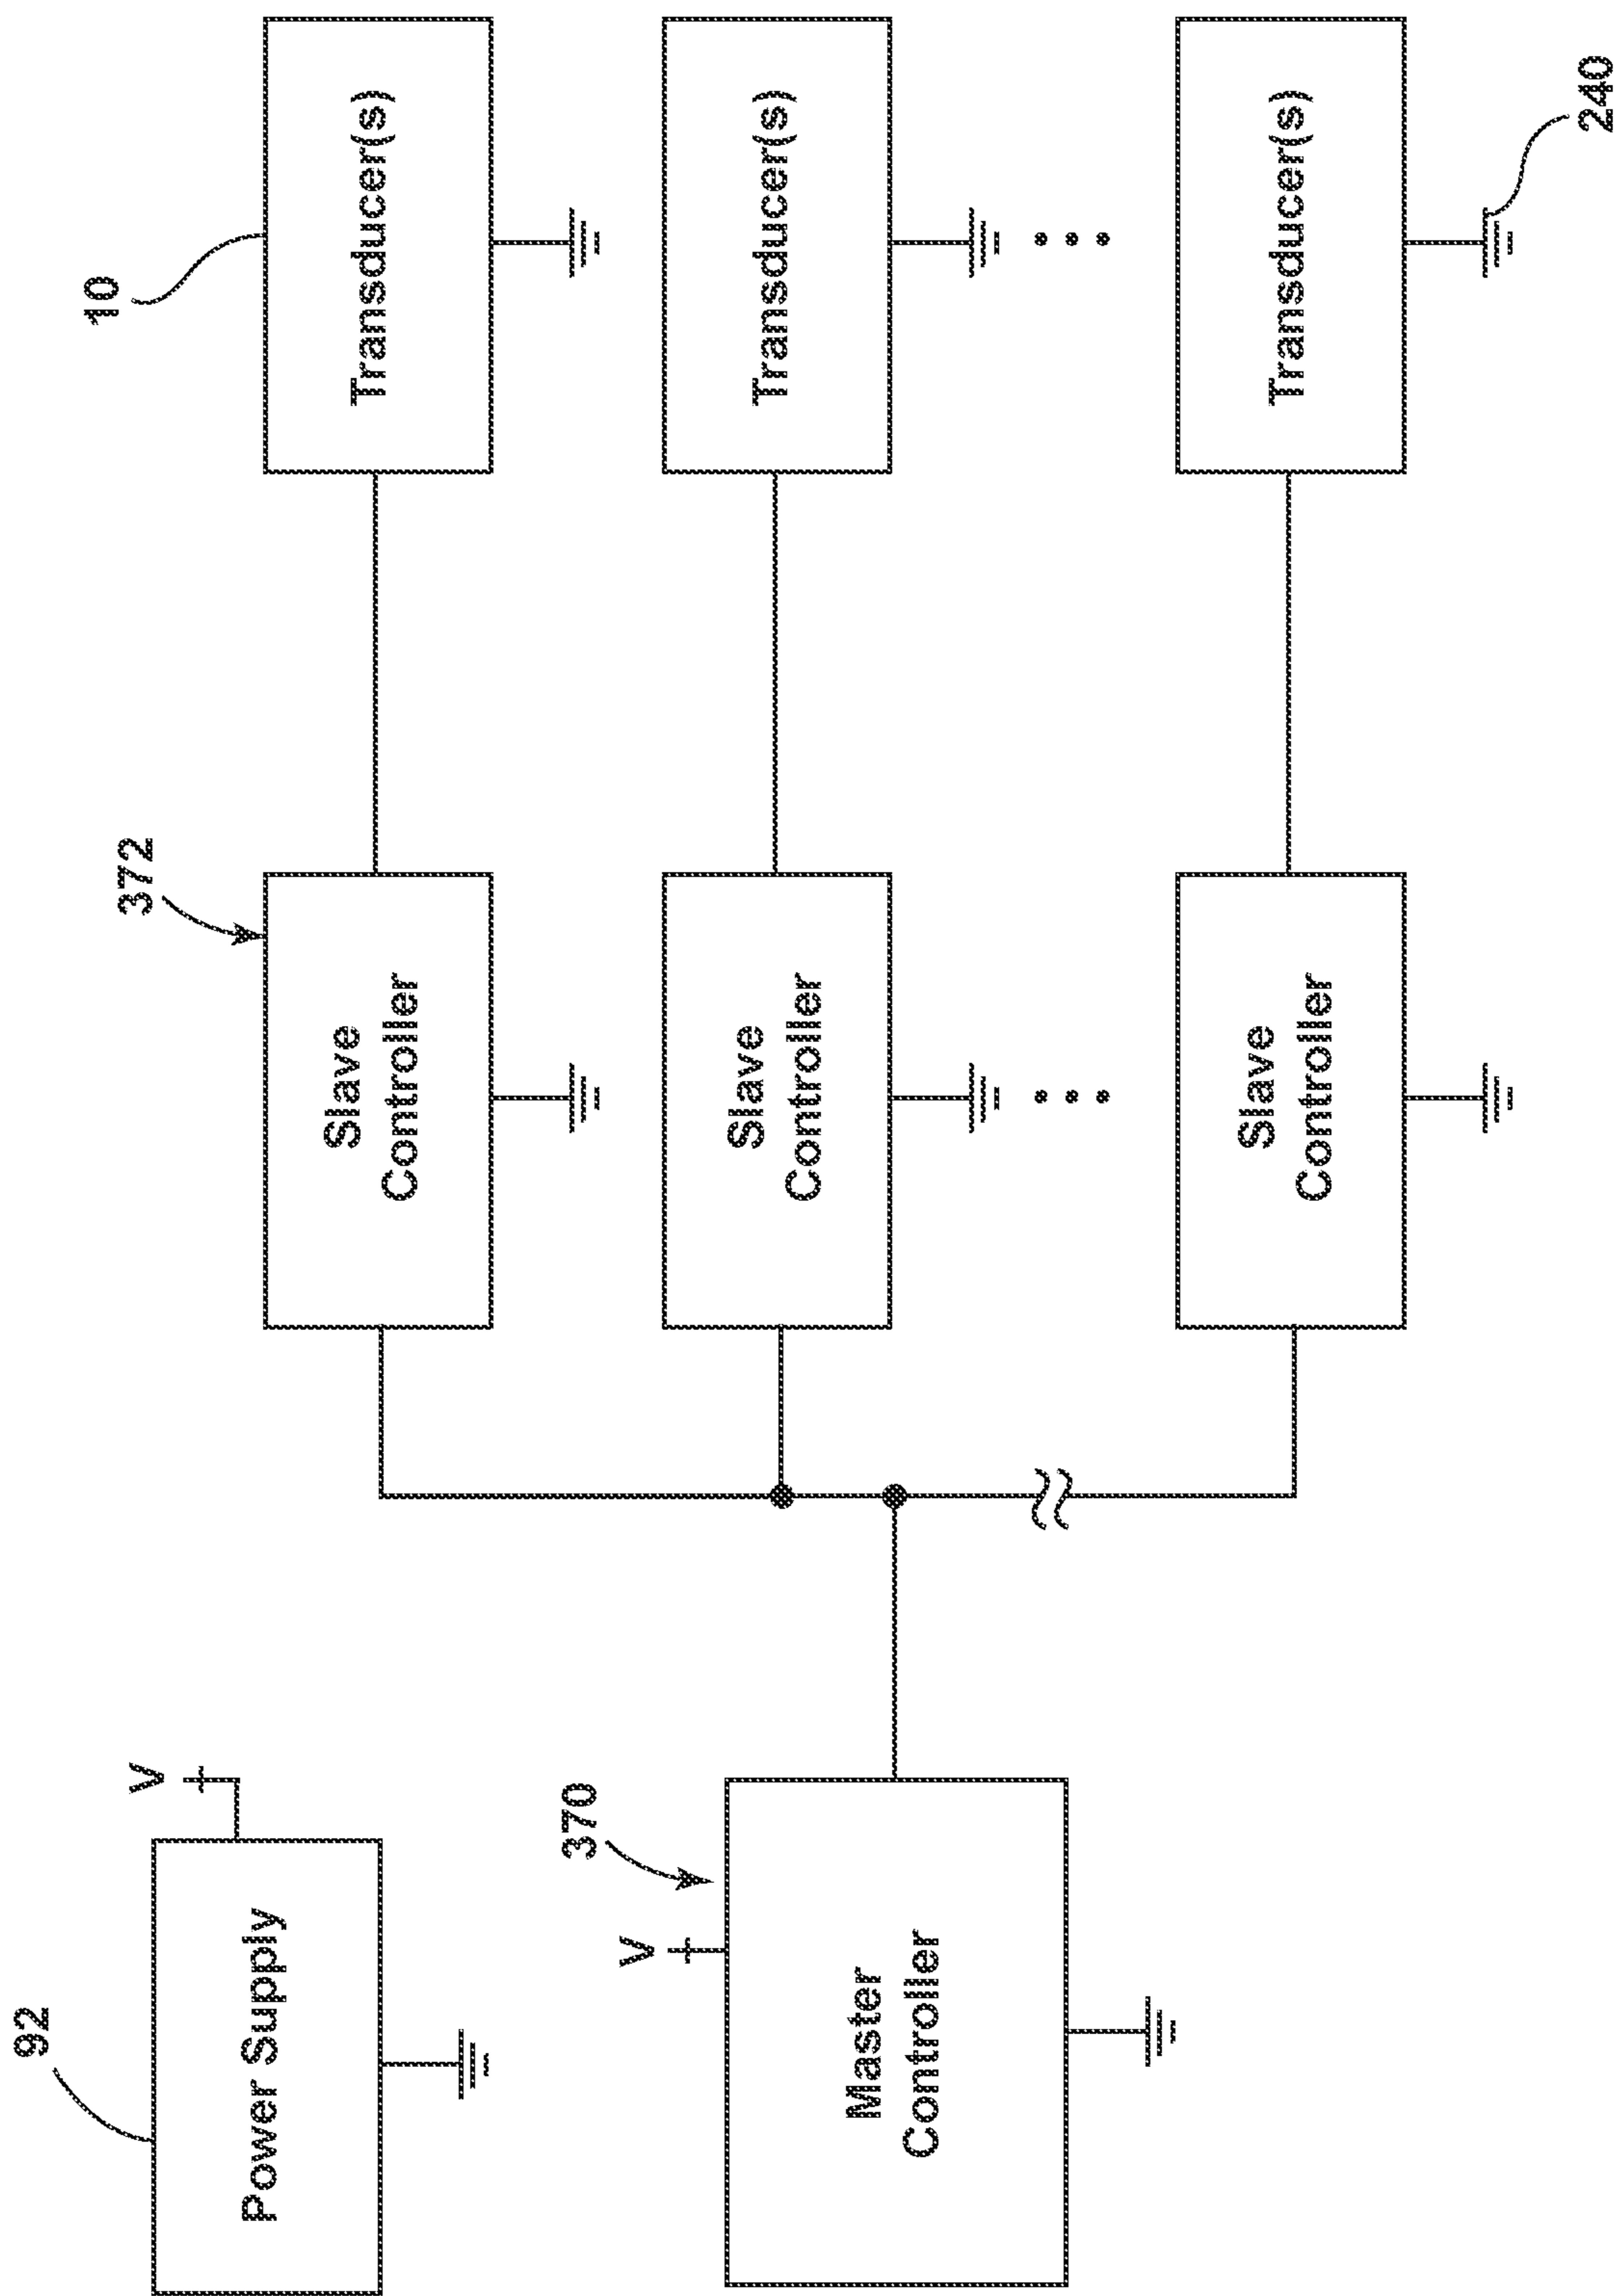 92
Power Supply
V
370
V
Master
Controller
372
Slave
Controller
Slave
Controller
Slave
Controller
10
Transducer(s)
Transducer(s)
Transducer(s)
240